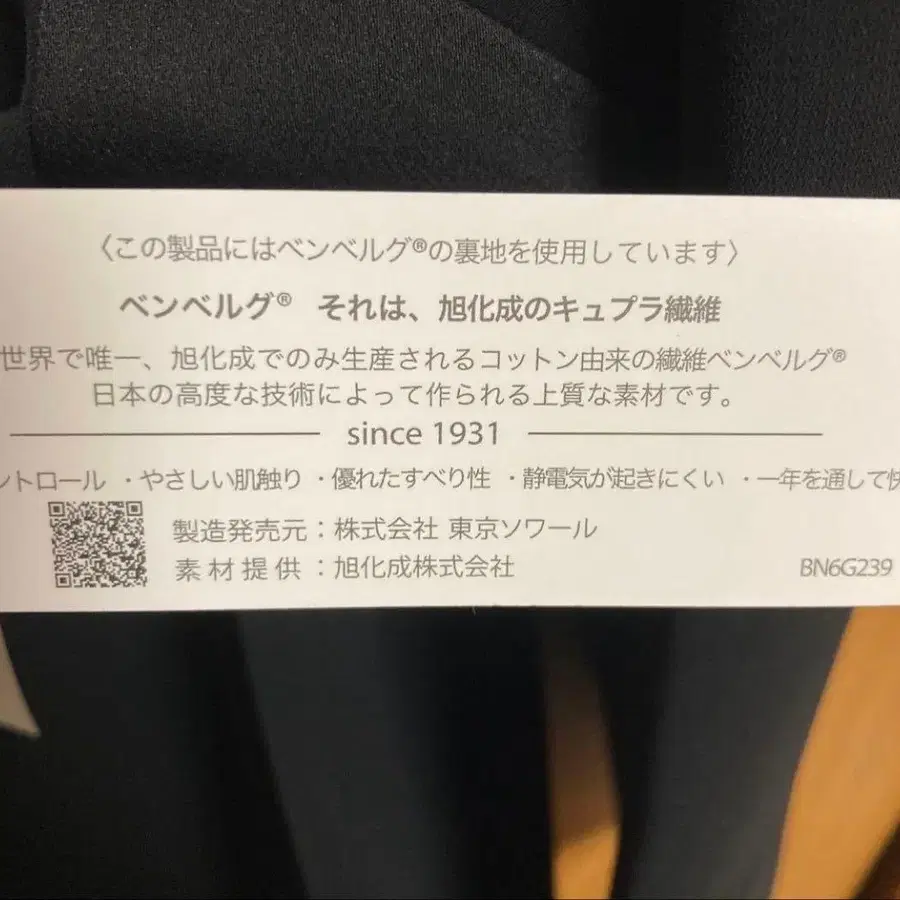 〈この製品にはベンベルグ®の裏地を使用しています〉
ベンベルグ® それは、旭化成のキュプラ繊維
世界で唯一、旭化成でのみ生産されるコットン由来の繊維ベンベルグ®
日本の高度な技術によって作られる上質な素材です。
since 1931
ントロール ・やさしい肌触り ・優れたすべり性 ・静電気が起きにくい ・一年を通して快
製造発売元：株式会社 東京ソワール
素材提供：旭化成株式会社
BN6G239